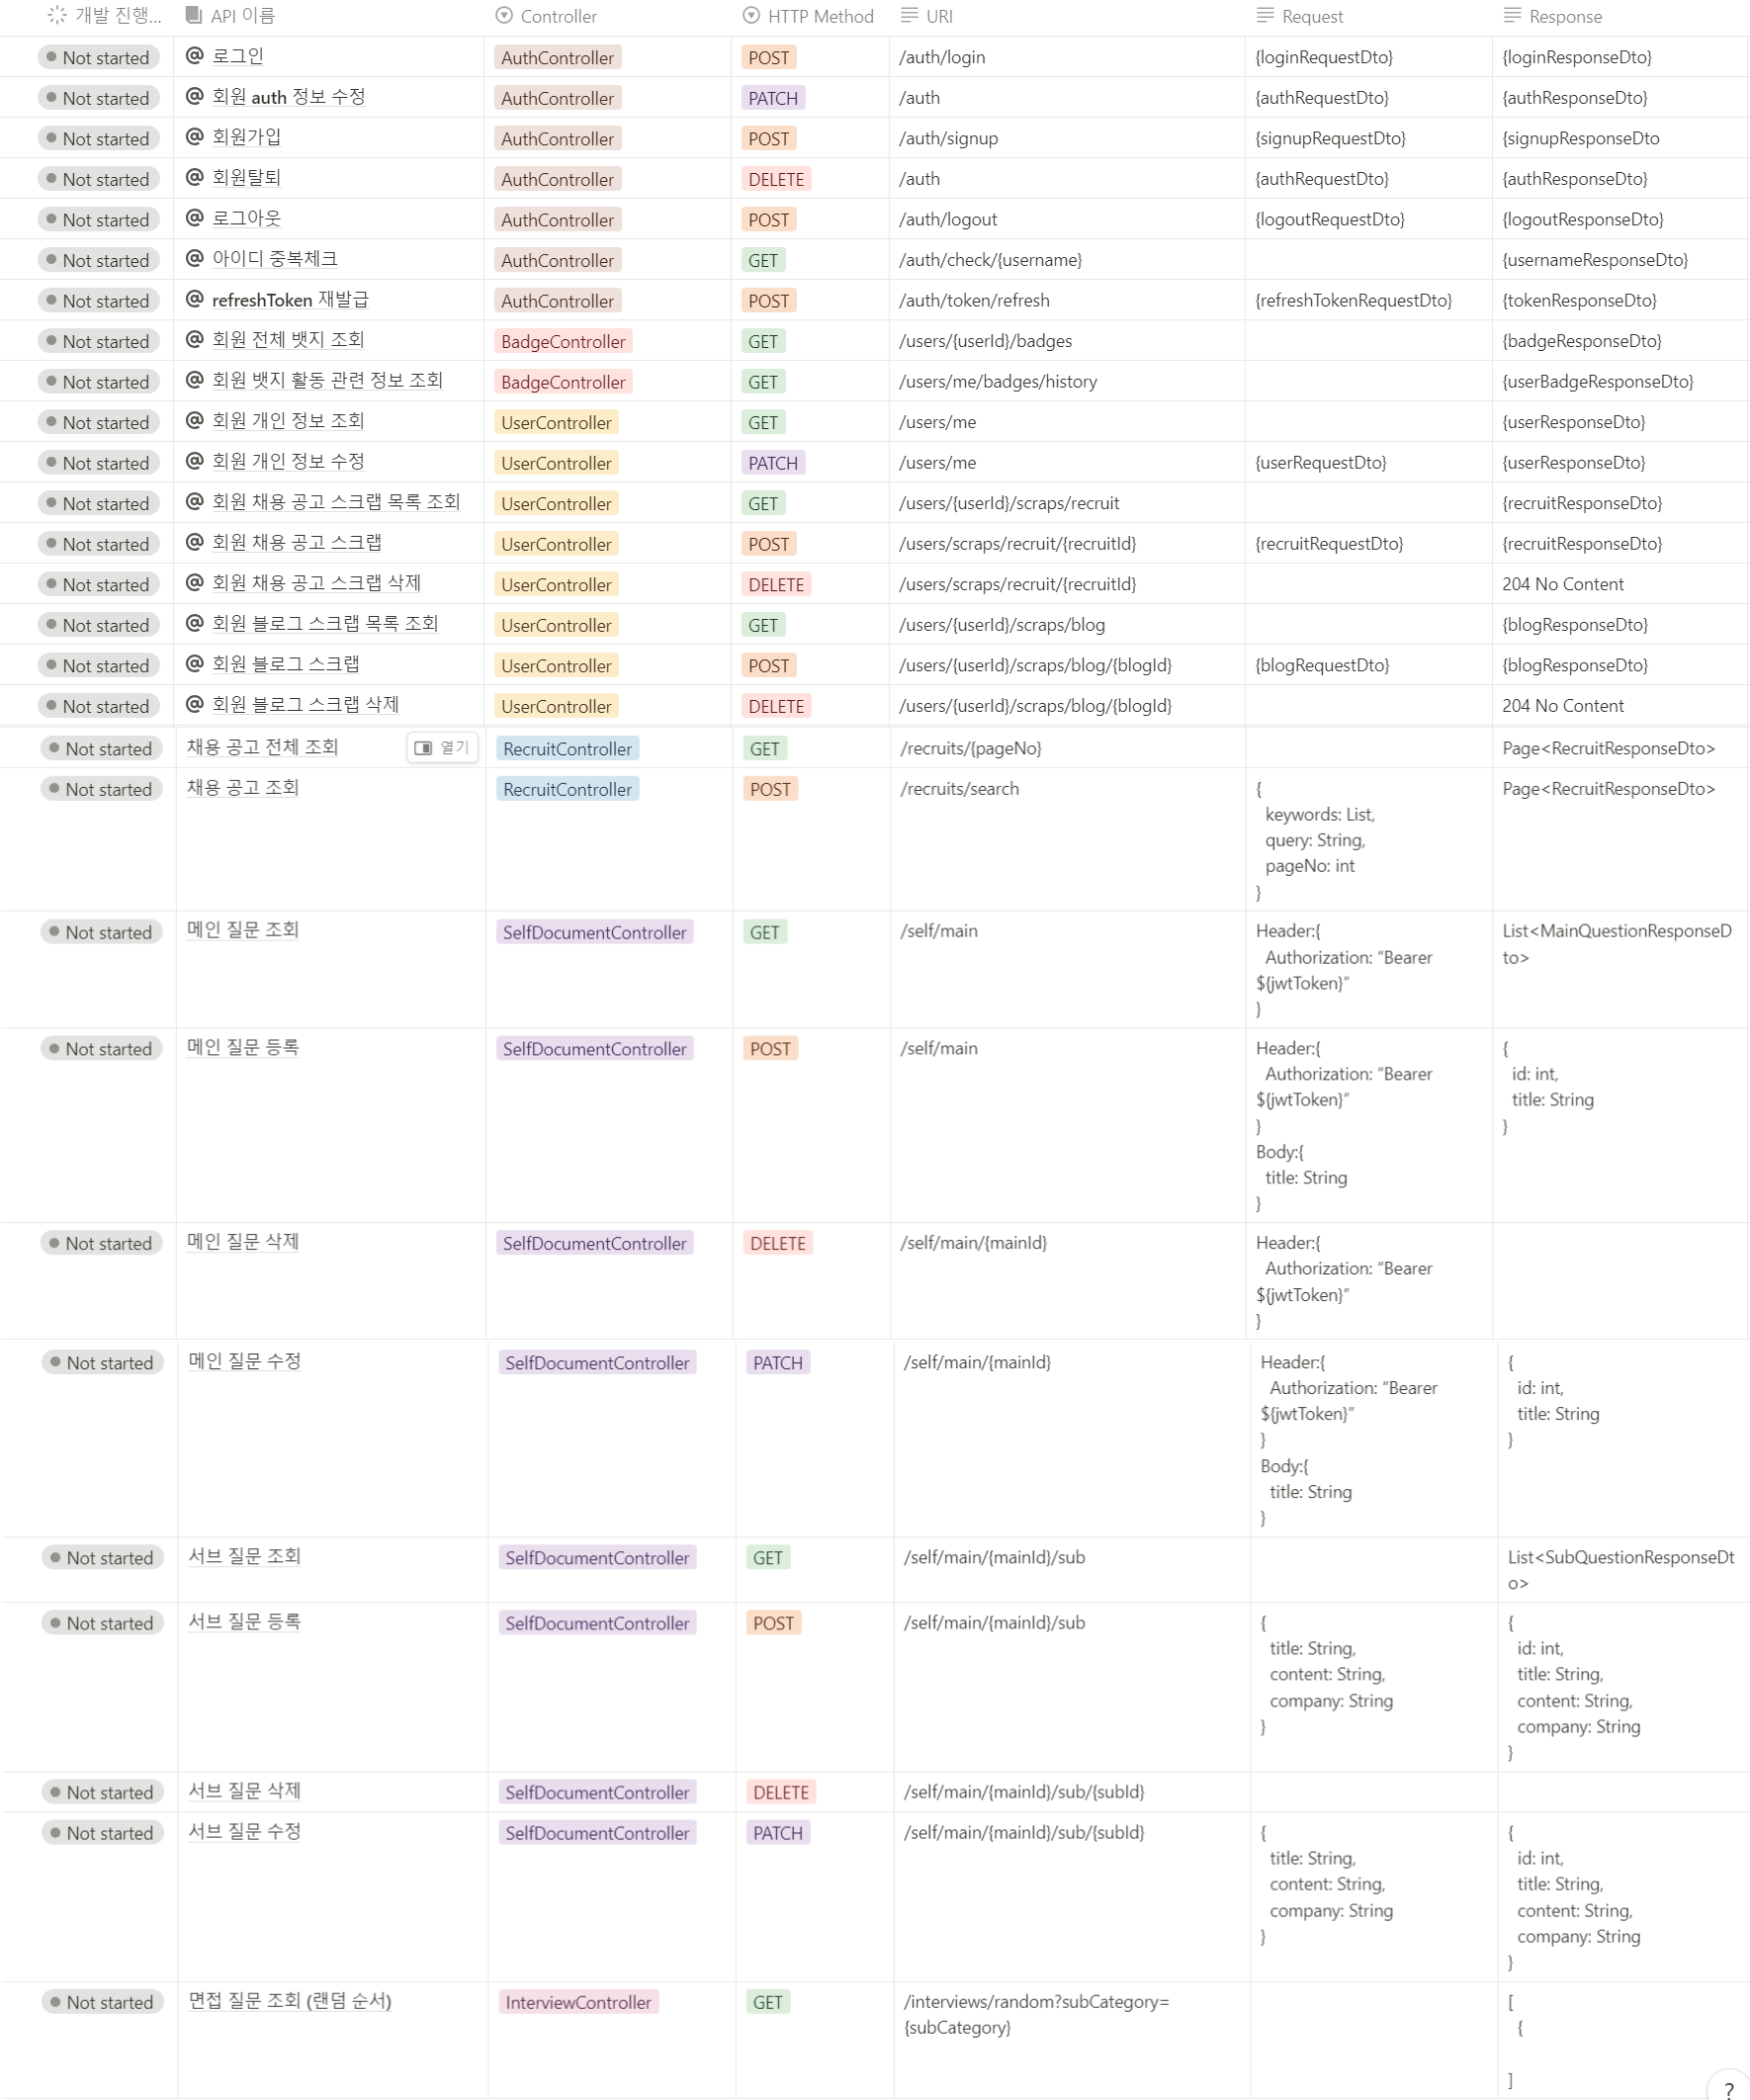 개발 진행... API 이름 Controller HTTP Method URI Request Response
Not started @ 로그인 AuthController POST /auth/login {loginRequestDto} {loginResponseDto}
Not started @ 회원 auth 정보 수정 AuthController PATCH /auth {authRequestDto} {authResponseDto}
Not started @ 회원가입 AuthController POST /auth/signup {signupRequestDto} {signupResponseDto
Not started @ 회원탈퇴 AuthController DELETE /auth {authRequestDto} {authResponseDto}
Not started @ 로그아웃 AuthController POST /auth/logout {logoutRequestDto} {logoutResponseDto}
Not started @ 아이디 중복체크 AuthController GET /auth/check/{username} {usernameResponseDto}
Not started @ refreshToken 재발급 AuthController POST /auth/token/refresh {refreshTokenRequestDto} {tokenResponseDto}
Not started @ 회원 전체 뱃지 조회 BadgeController GET /users/{userId}/badges {badgeResponseDto}
Not started @ 회원 뱃지 활동 관련 정보 조회 BadgeController GET /users/me/badges/history {userBadgeResponseDto}
Not started @ 회원 개인 정보 조회 UserController GET /users/me {userResponseDto}
Not started @ 회원 개인 정보 수정 UserController PATCH /users/me {userRequestDto} {userResponseDto}
Not started @ 회원 채용 공고 스크랩 목록 조회 UserController GET /users/{userId}/scraps/recruit {recruitResponseDto}
Not started @ 회원 채용 공고 스크랩 UserController POST /users/scraps/recruit/{recruitId} {recruitRequestDto} {recruitResponseDto}
Not started @ 회원 채용 공고 스크랩 삭제 UserController DELETE /users/scraps/recruit/{recruitId} 204 No Content
Not started @ 회원 블로그 스크랩 목록 조회 UserController GET /users/{userId}/scraps/blog {blogResponseDto}
Not started @ 회원 블로그 스크랩 UserController POST /users/{userId}/scraps/blog/{blogId} {blogRequestDto} {blogResponseDto}
Not started @ 회원 블로그 스크랩 삭제 UserController DELETE /users/{userId}/scraps/blog/{blogId} 204 No Content
Not started 채용 공고 전체 조회 열기 RecruitController GET /recruits/{pageNo} Page<RecruitResponseDto>
Not started 채용 공고 조회 RecruitController POST /recruits/search { Page<RecruitResponseDto>
keywords: List,
query: String,
pageNo: int
}
Not started 메인 질문 조회 SelfDocumentController GET /self/main Header:{ List<MainQuestionResponseD
Authorization: “Bearer to>
${jwtToken}”
}
Not started 메인 질문 등록 SelfDocumentController POST /self/main Header:{ {
Authorization: “Bearer id: int,
${jwtToken}” title: String
} }
Body:{
title: String
}
Not started 메인 질문 삭제 SelfDocumentController DELETE /self/main/{mainId} Header:{
Authorization: “Bearer
${jwtToken}”
}
Not started 메인 질문 수정 SelfDocumentController PATCH /self/main/{mainId} Header:{ {
Authorization: “Bearer id: int,
${jwtToken}” title: String
} }
Body:{
title: String
}
Not started 서브 질문 조회 SelfDocumentController GET /self/main/{mainId}/sub List<SubQuestionResponseDt
o>
Not started 서브 질문 등록 SelfDocumentController POST /self/main/{mainId}/sub { {
title: String, id: int,
content: String, title: String,
company: String content: String,
} company: String
}
Not started 서브 질문 삭제 SelfDocumentController DELETE /self/main/{mainId}/sub/{subId}
Not started 서브 질문 수정 SelfDocumentController PATCH /self/main/{mainId}/sub/{subId} { {
title: String, id: int,
content: String, title: String,
company: String content: String,
} company: String
}
Not started 면접 질문 조회 (랜덤 순서) InterviewController GET /interviews/random?subCategory= [
{subCategory} {
]
?